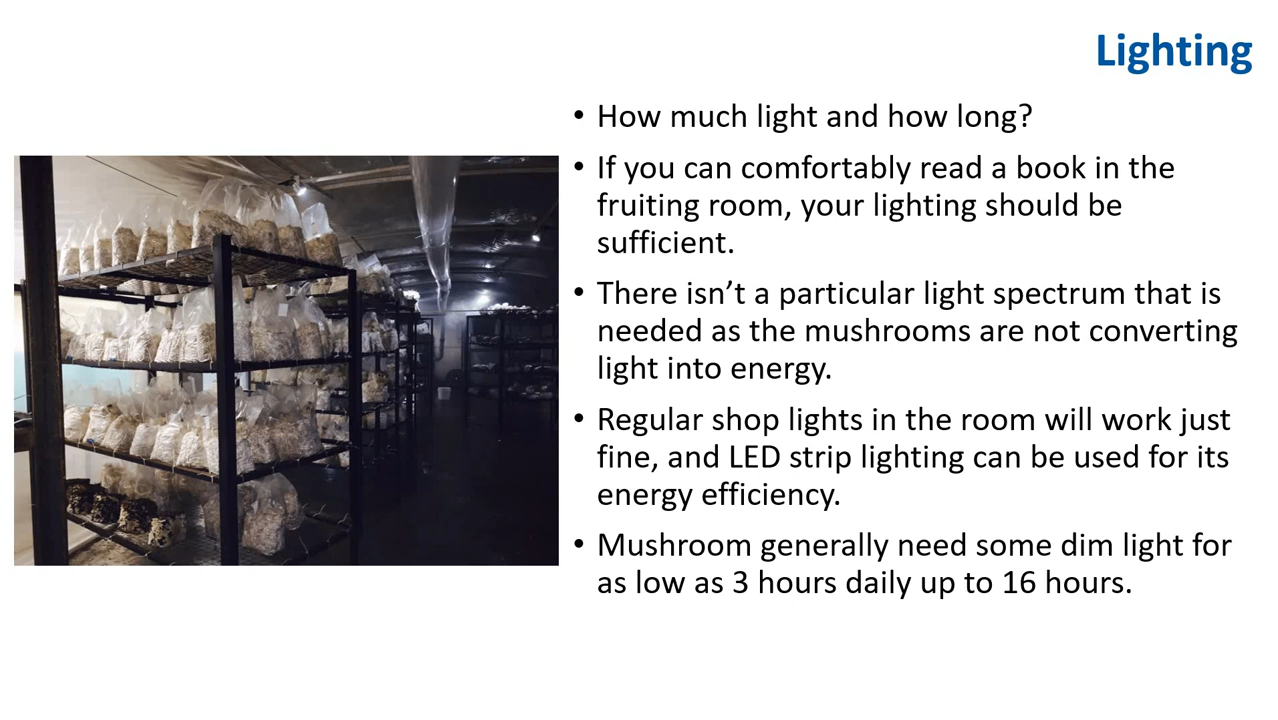 Lighting
• How much light and how long?
• If you can comfortably read a book in the
fruiting room, your lighting should be
sufficient.
• There isn’t a particular light spectrum that is
needed as the mushrooms are not converting
light into energy.
• Regular shop lights in the room will work just
fine, and LED strip lighting can be used for its
energy efficiency.
• Mushroom generally need some dim light for
as low as 3 hours daily up to 16 hours.